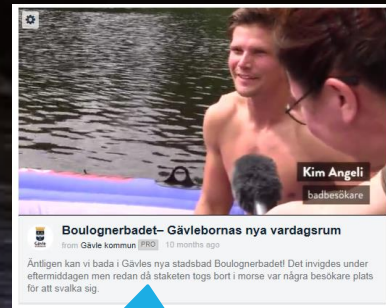 Kim Angeli
badbesökare
Boulognerbadet– Gävlebornas nya vardagsrum
Gävle
from Gävle kommun PRO 10 months ago
Äntligen kan vi bada i Gävles nya stadsbad Boulognerbadet! Det invigdes under
eftermiddagen men redan då staketen togs bort i morse var några besökare plats
för att svalka sig.